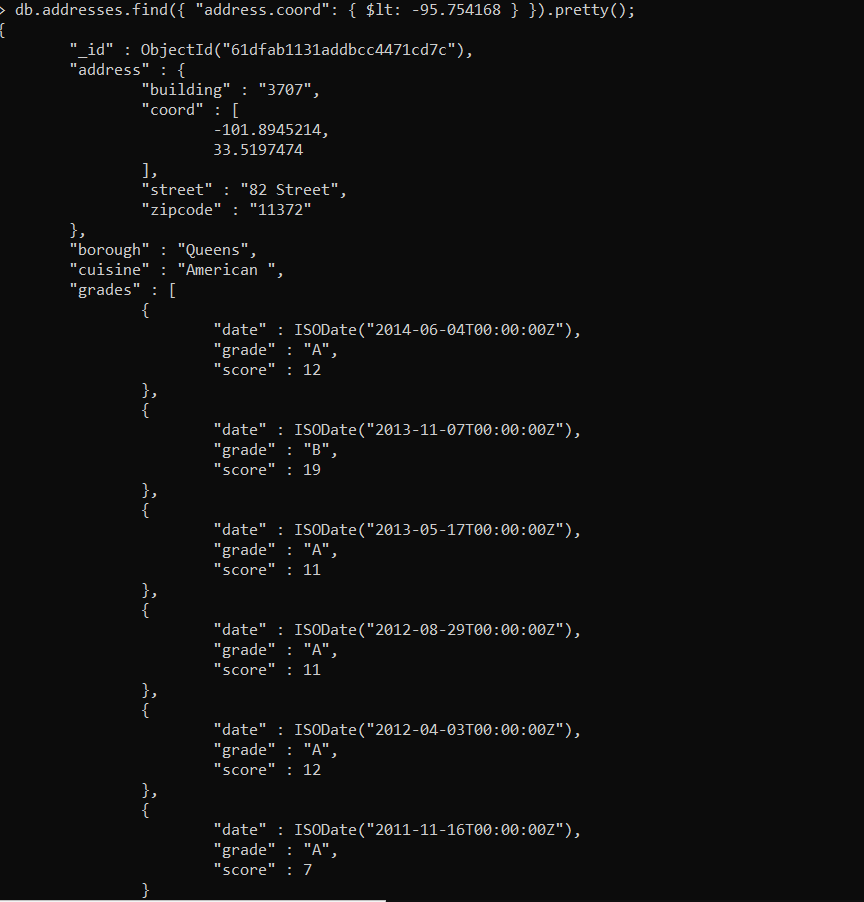 > db.addresses.find({ "address.coord": { $lt: -95.754168 } }).pretty();
{
        "_id" : ObjectId("61dfab1131addbcc4471cd7c"),
        "address" : {
                "building" : "3707",
                "coord" : [
                        -101.8945214,
                        33.5197474
                ],
                "street" : "82 Street",
                "zipcode" : "11372"
        },
        "borough" : "Queens",
        "cuisine" : "American ",
        "grades" : [
                {
                        "date" : ISODate("2014-06-04T00:00:00Z"),
                        "grade" : "A",
                        "score" : 12
                },
                {
                        "date" : ISODate("2013-11-07T00:00:00Z"),
                        "grade" : "B",
                        "score" : 19
                },
                {
                        "date" : ISODate("2013-05-17T00:00:00Z"),
                        "grade" : "A",
                        "score" : 11
                },
                {
                        "date" : ISODate("2012-08-29T00:00:00Z"),
                        "grade" : "A",
                        "score" : 11
                },
                {
                        "date" : ISODate("2012-04-03T00:00:00Z"),
                        "grade" : "A",
                        "score" : 12
                },
                {
                        "date" : ISODate("2011-11-16T00:00:00Z"),
                        "grade" : "A",
                        "score" : 7
                }